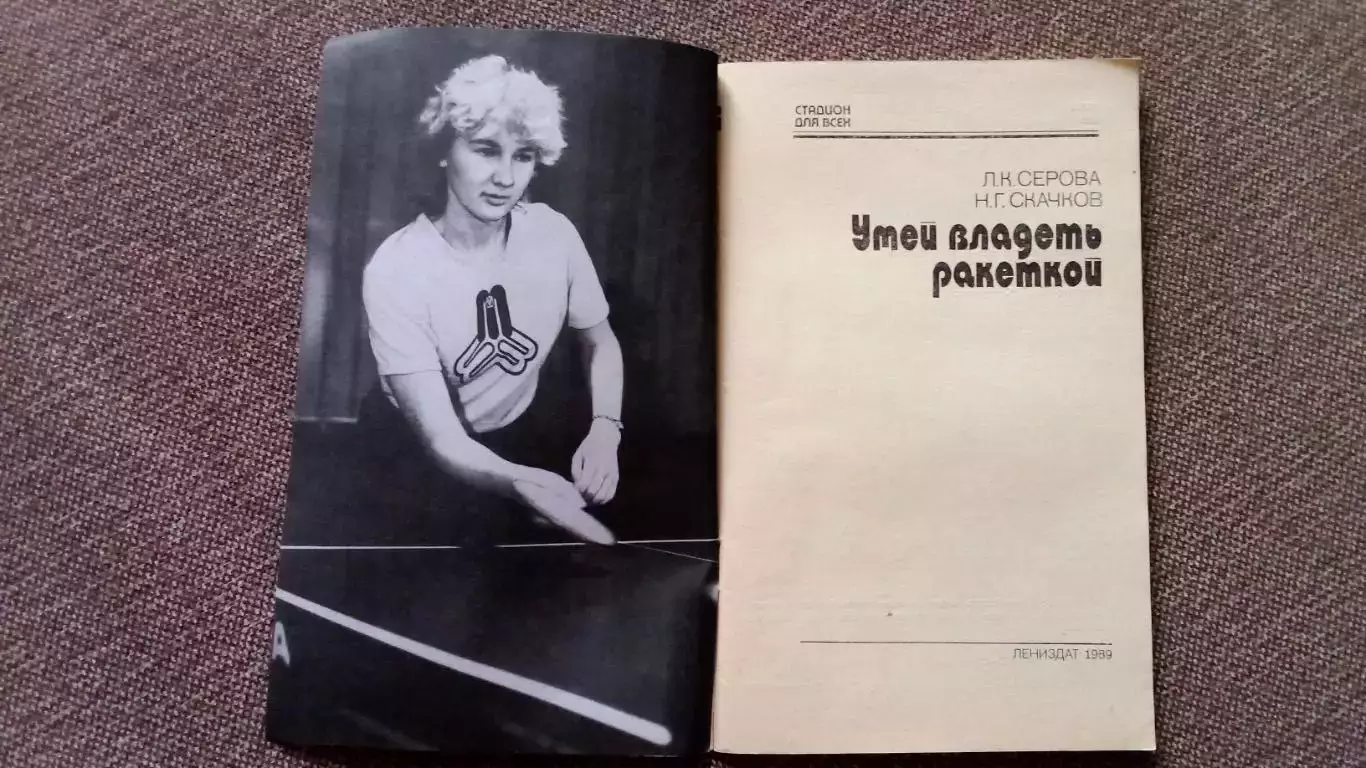 СТАДИОН
ДЛЯ ВСЕХ
Л.К. СЕРОВА
Н.Г. СКАЧКОВ
Умей владеть
ракеткой
ЛЕНИЗДАТ 1989
А